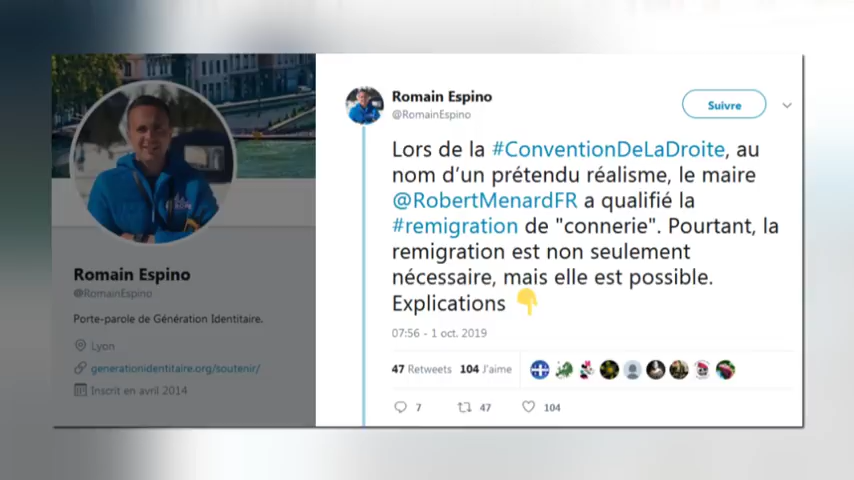 Romain Espino
@RomainEspino
Porte-parole de Génération Identitaire.
Lyon
generationidentitaire.org/soutenir/
Inscrit en avril 2014
Romain Espino
@RomainEspino
Suivre
Lors de la #ConventionDeLaDroite, au
nom d'un prétendu réalisme, le maire
@RobertMenardFR a qualifié la
#remigration de "connerie". Pourtant, la
remigration est non seulement
nécessaire, mais elle est possible.
Explications 👇
07:56 - 1 oct. 2019
47 Retweets 104 J'aime
7 47 104